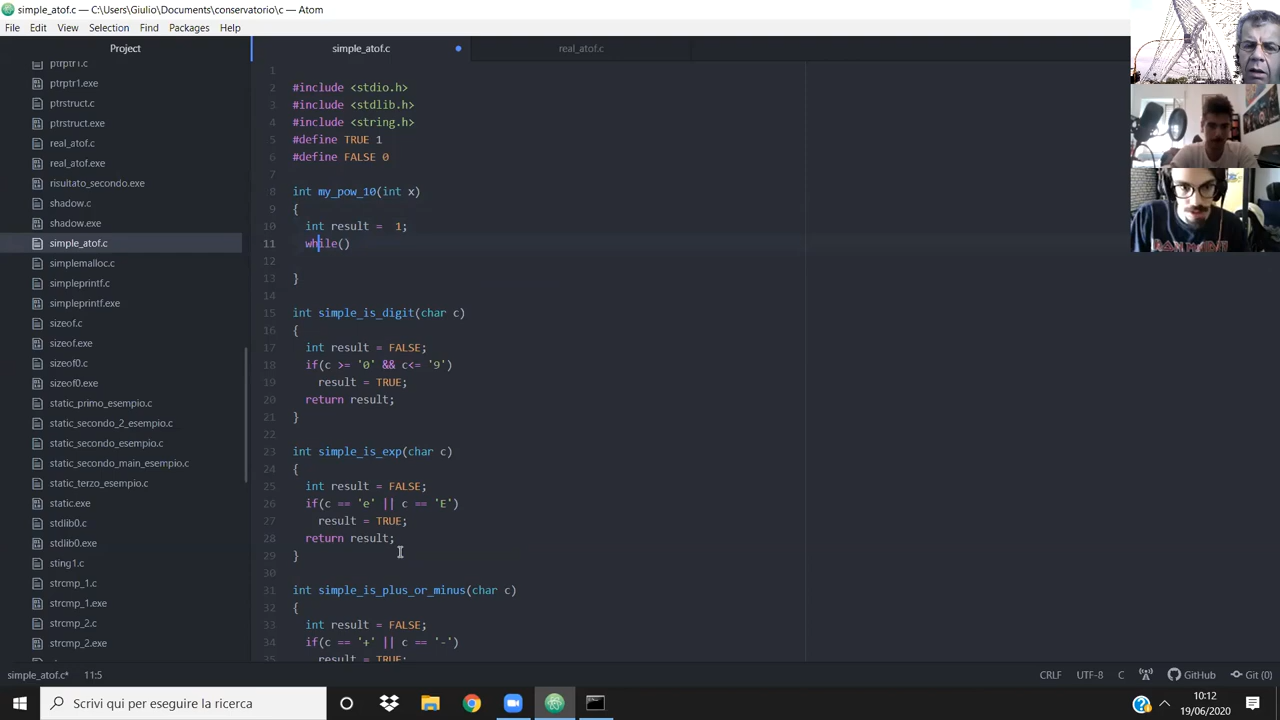 simple_atof.c — C:\Users\Giulio\Documents\conservatorio\c — Atom
File Edit View Selection Find Packages Help
Project
ptrptr1.c
ptrptr1.exe
ptrstruct.c
ptrstruct.exe
real_atof.c
real_atof.exe
risultato_secondo.exe
shadow.c
shadow.exe
simple_atof.c
simplemalloc.c
simpleprintf.c
simpleprintf.exe
sizeof.c
sizeof.exe
sizeof0.c
sizeof0.exe
static_primo_esempio.c
static_secondo_2_esempio.c
static_secondo_esempio.c
static_secondo_main_esempio.c
static_terzo_esempio.c
static.exe
stdlib0.c
stdlib0.exe
sting1.c
strcmp_1.c
strcmp_1.exe
strcmp_2.c
strcmp_2.exe
simple_atof.c real_atof.c
1
2 #include <stdio.h>
3 #include <stdlib.h>
4 #include <string.h>
5 #define TRUE 1
6 #define FALSE 0
7
8 int my_pow_10(int x)
9 {
10 int result =  1;
11 while()
12
13 }
14
15 int simple_is_digit(char c)
16 {
17 int result = FALSE;
18 if(c >= '0' && c<= '9')
19 result = TRUE;
20 return result;
21 }
22
23 int simple_is_exp(char c)
24 {
25 int result = FALSE;
26 if(c == 'e' || c == 'E')
27 result = TRUE;
28 return result;
29 }
30
31 int simple_is_plus_or_minus(char c)
32 {
33 int result = FALSE;
34 if(c == '+' || c == '-')
35 result = TRUE;
simple_atof.c* 11:5 CRLF UTF-8 C GitHub Git (0)
Scrivi qui per eseguire la ricerca
10:12
19/06/2020